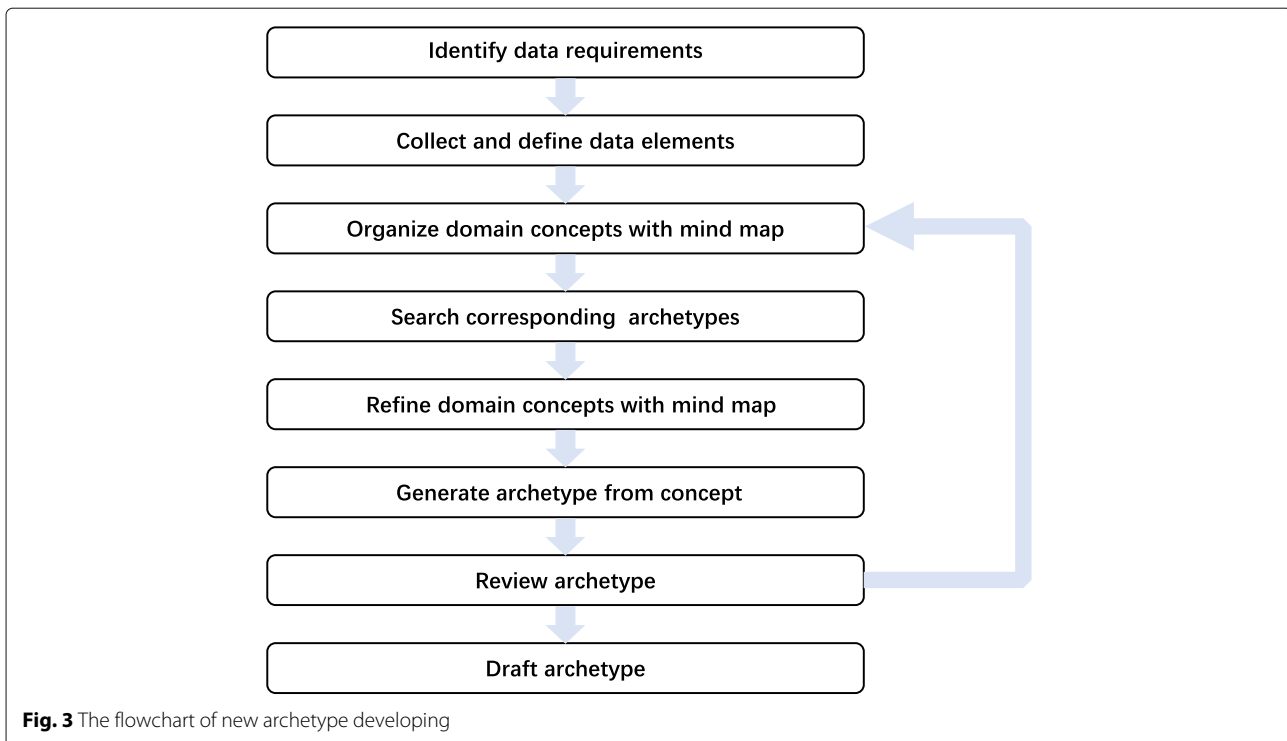 Identify data requirements
Collect and define data elements
Organize domain concepts with mind map
Search corresponding archetypes
Refine domain concepts with mind map
Generate archetype from concept
Review archetype
Draft archetype
Fig. 3 The flowchart of new archetype developing